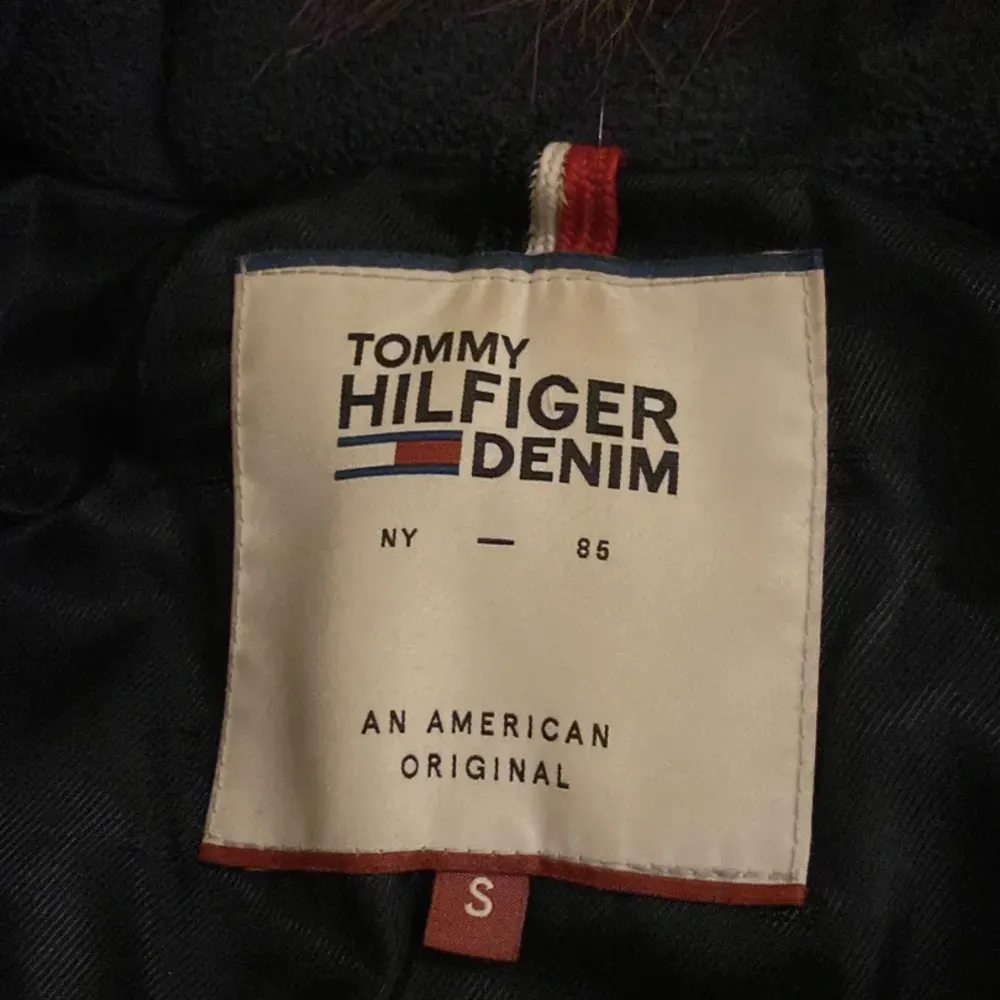 TOMMY
HILFIGER
DENIM
NY — 85
AN AMERICAN
ORIGINAL
S